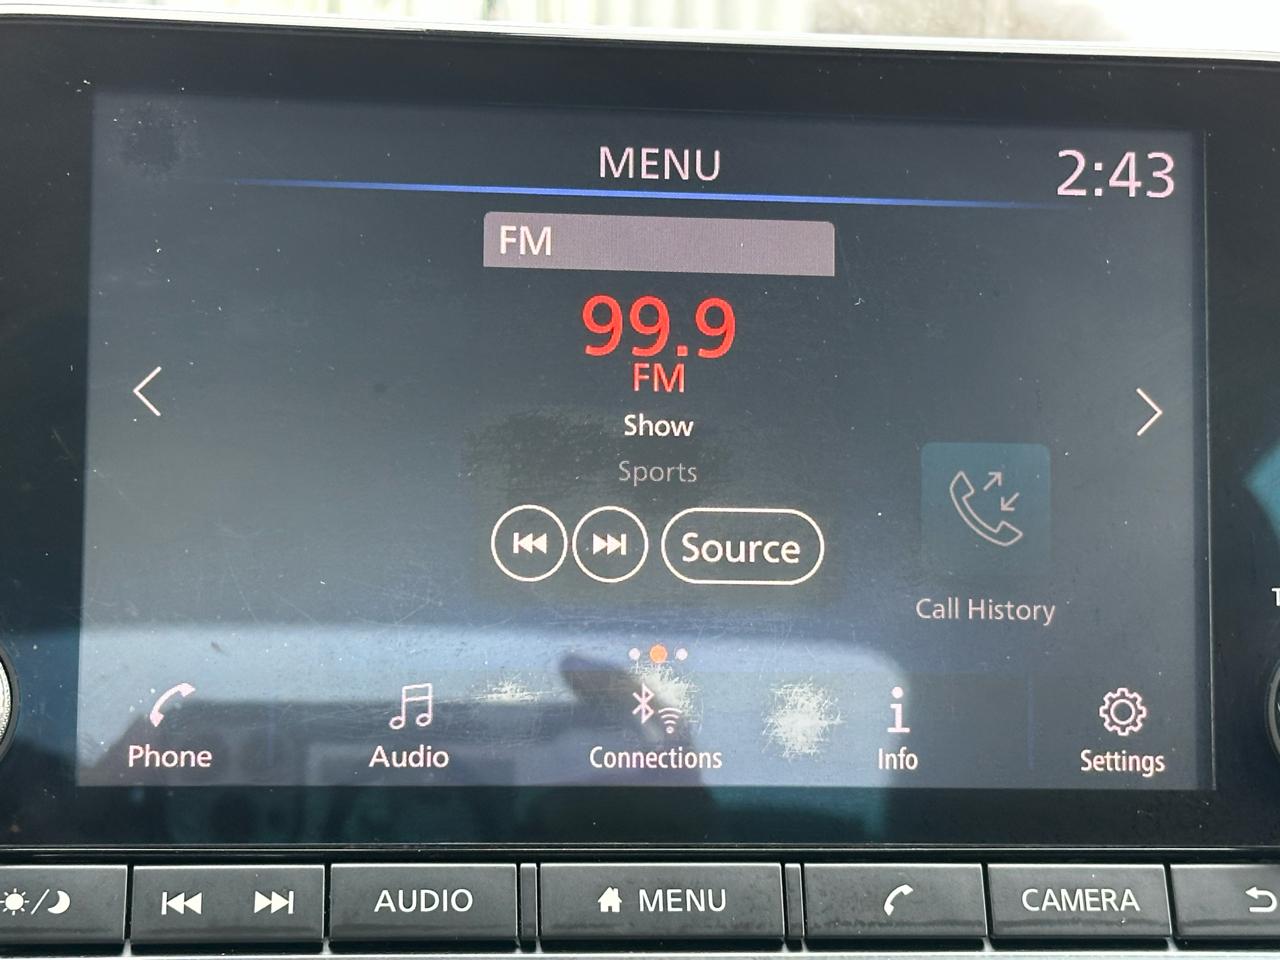 MENU
2:43
FM
99.9
FM
Show
Sports
Source
Call History
Phone
Audio
Connections
Info
Settings
AUDIO
MENU
CAMERA